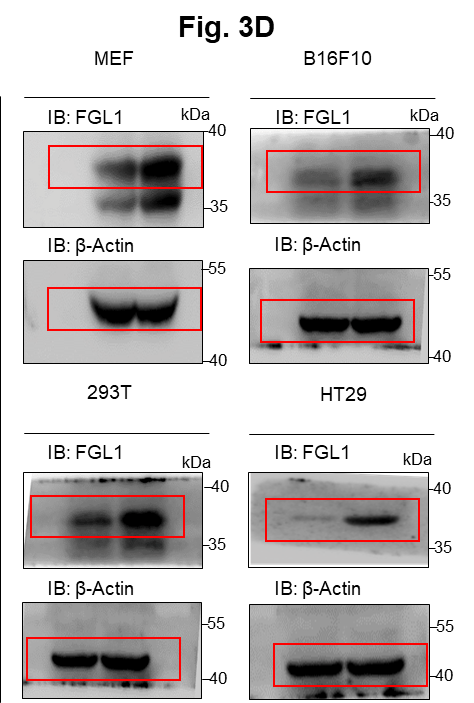 Fig. 3D
MEF
B16F10
IB: FGL1
kDa
40
35
IB: FGL1
kDa
40
35
IB: β-Actin
55
40
IB: β-Actin
55
40
293T
HT29
IB: FGL1
kDa
40
35
IB: FGL1
kDa
40
35
IB: β-Actin
55
40
IB: β-Actin
55
40